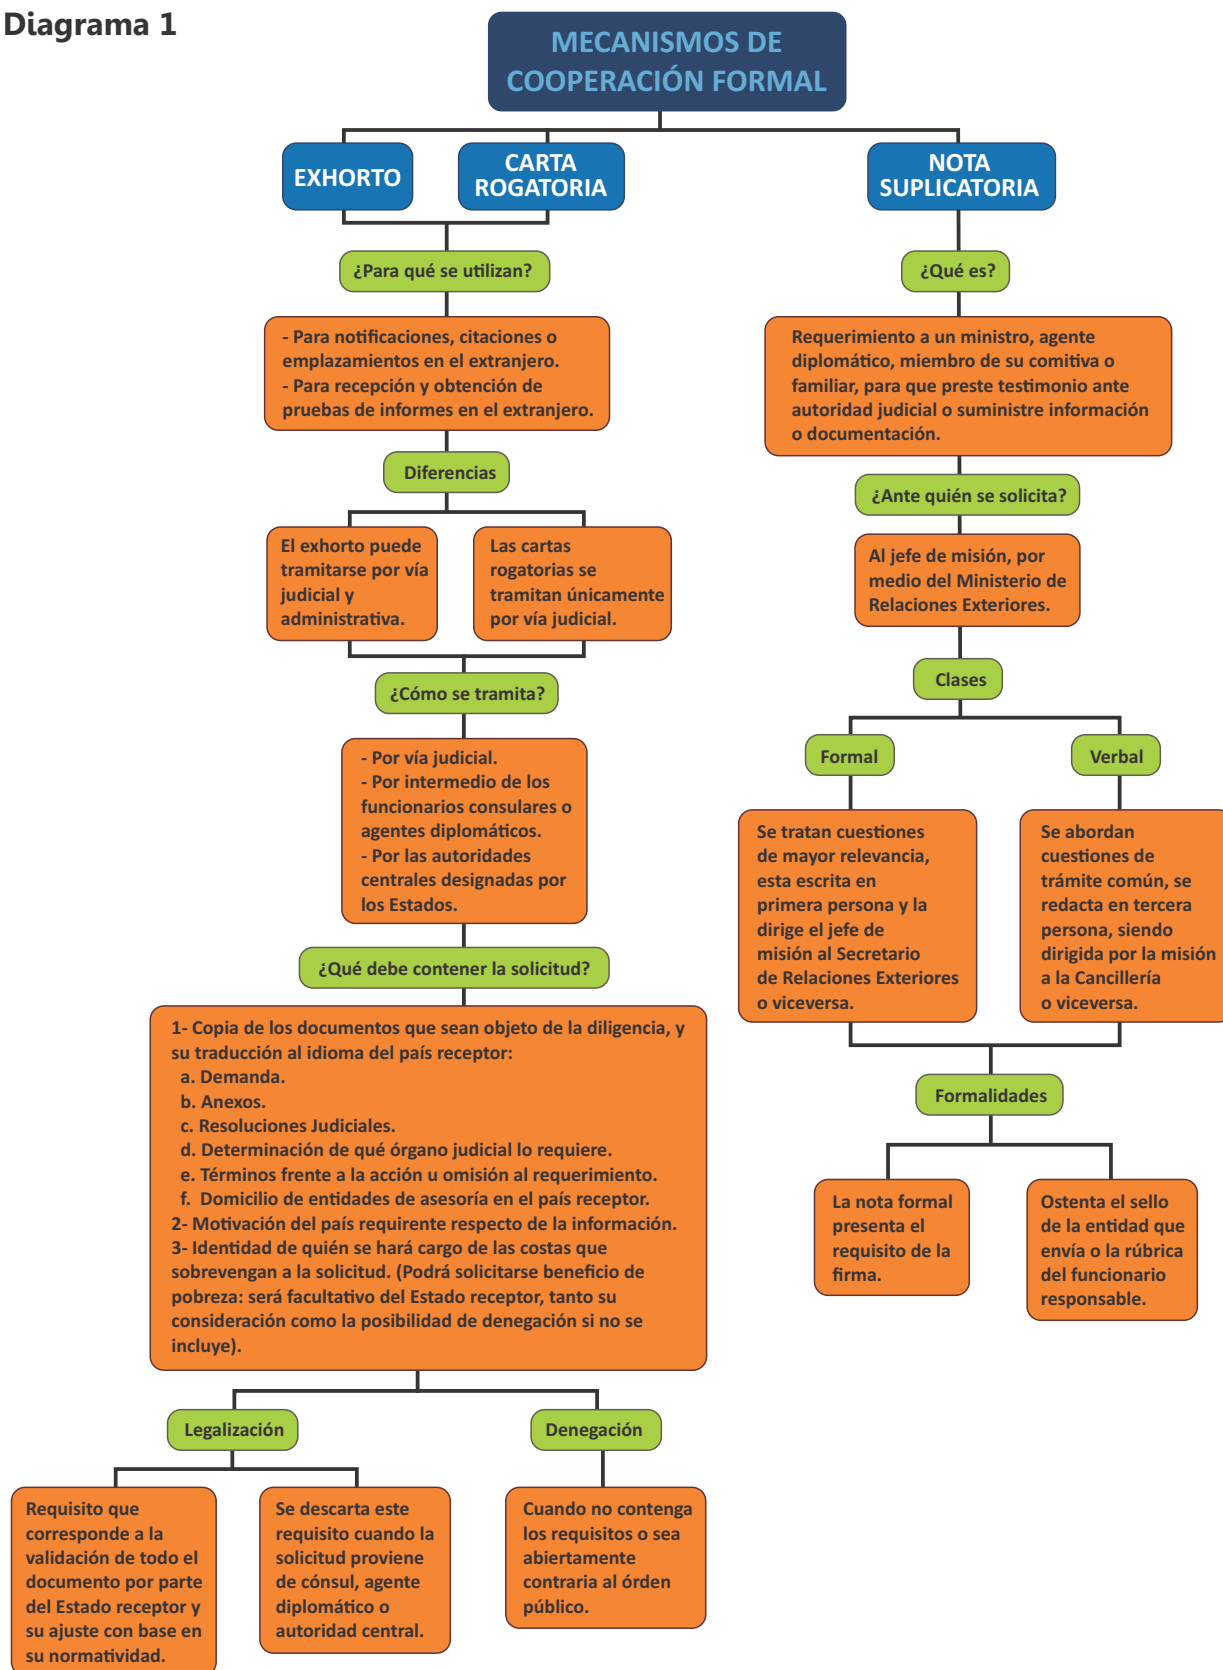 Diagrama 1
MECANISMOS DE
COOPERACIÓN FORMAL
EXHORTO
CARTA
ROGATORIA
NOTA
SUPLICATORIA
¿Para qué se utilizan?
- Para notificaciones, citaciones o
emplazamientos en el extranjero.
- Para recepción y obtención de
pruebas de informes en el extranjero.
Diferencias
El exhorto puede
tramitarse por vía
judicial y
administrativa.
Las cartas
rogatorias se
tramitan únicamente
por vía judicial.
¿Cómo se tramita?
- Por vía judicial.
- Por intermedio de los
funcionarios consulares o
agentes diplomáticos.
- Por las autoridades
centrales designadas por
los Estados.
¿Qué debe contener la solicitud?
1- Copia de los documentos que sean objeto de la diligencia, y
su traducción al idioma del país receptor:
a. Demanda.
b. Anexos.
c. Resoluciones Judiciales.
d. Determinación de qué órgano judicial lo requiere.
e. Términos frente a la acción u omisión al requerimiento.
f. Domicilio de entidades de asesoría en el país receptor.
2- Motivación del país requirente respecto de la información.
3- Identidad de quién se hará cargo de las costas que
sobrevengan a la solicitud. (Podrá solicitarse beneficio de
pobreza: será facultativo del Estado receptor, tanto su
consideración como la posibilidad de denegación si no se
incluye).
Legalización
Requisito que
corresponde a la
validación de todo el
documento por parte
del Estado receptor y
su ajuste con base en
su normatividad.
Se descarta este
requisito cuando la
solicitud proviene
de cónsul, agente
diplomático o
autoridad central.
Denegación
Cuando no contenga
los requisitos o sea
abiertamente
contraria al órden
público.
¿Qué es?
Requerimiento a un ministro, agente
diplomático, miembro de su comitiva o
familiar, para que preste testimonio ante
autoridad judicial o suministre información
o documentación.
¿Ante quién se solicita?
Al jefe de misión, por
medio del Ministerio de
Relaciones Exteriores.
Clases
Formal
Se tratan cuestiones
de mayor relevancia,
esta escrita en
primera persona y la
dirige el jefe de
misión al Secretario
de Relaciones Exteriores
o viceversa.
Verbal
Se abordan
cuestiones de
trámite común, se
redacta en tercera
persona, siendo
dirigida por la misión
a la Cancillería
o viceversa.
Formalidades
La nota formal
presenta el
requisito de la
firma.
Ostenta el sello
de la entidad que
envía o la rúbrica
del funcionario
responsable.